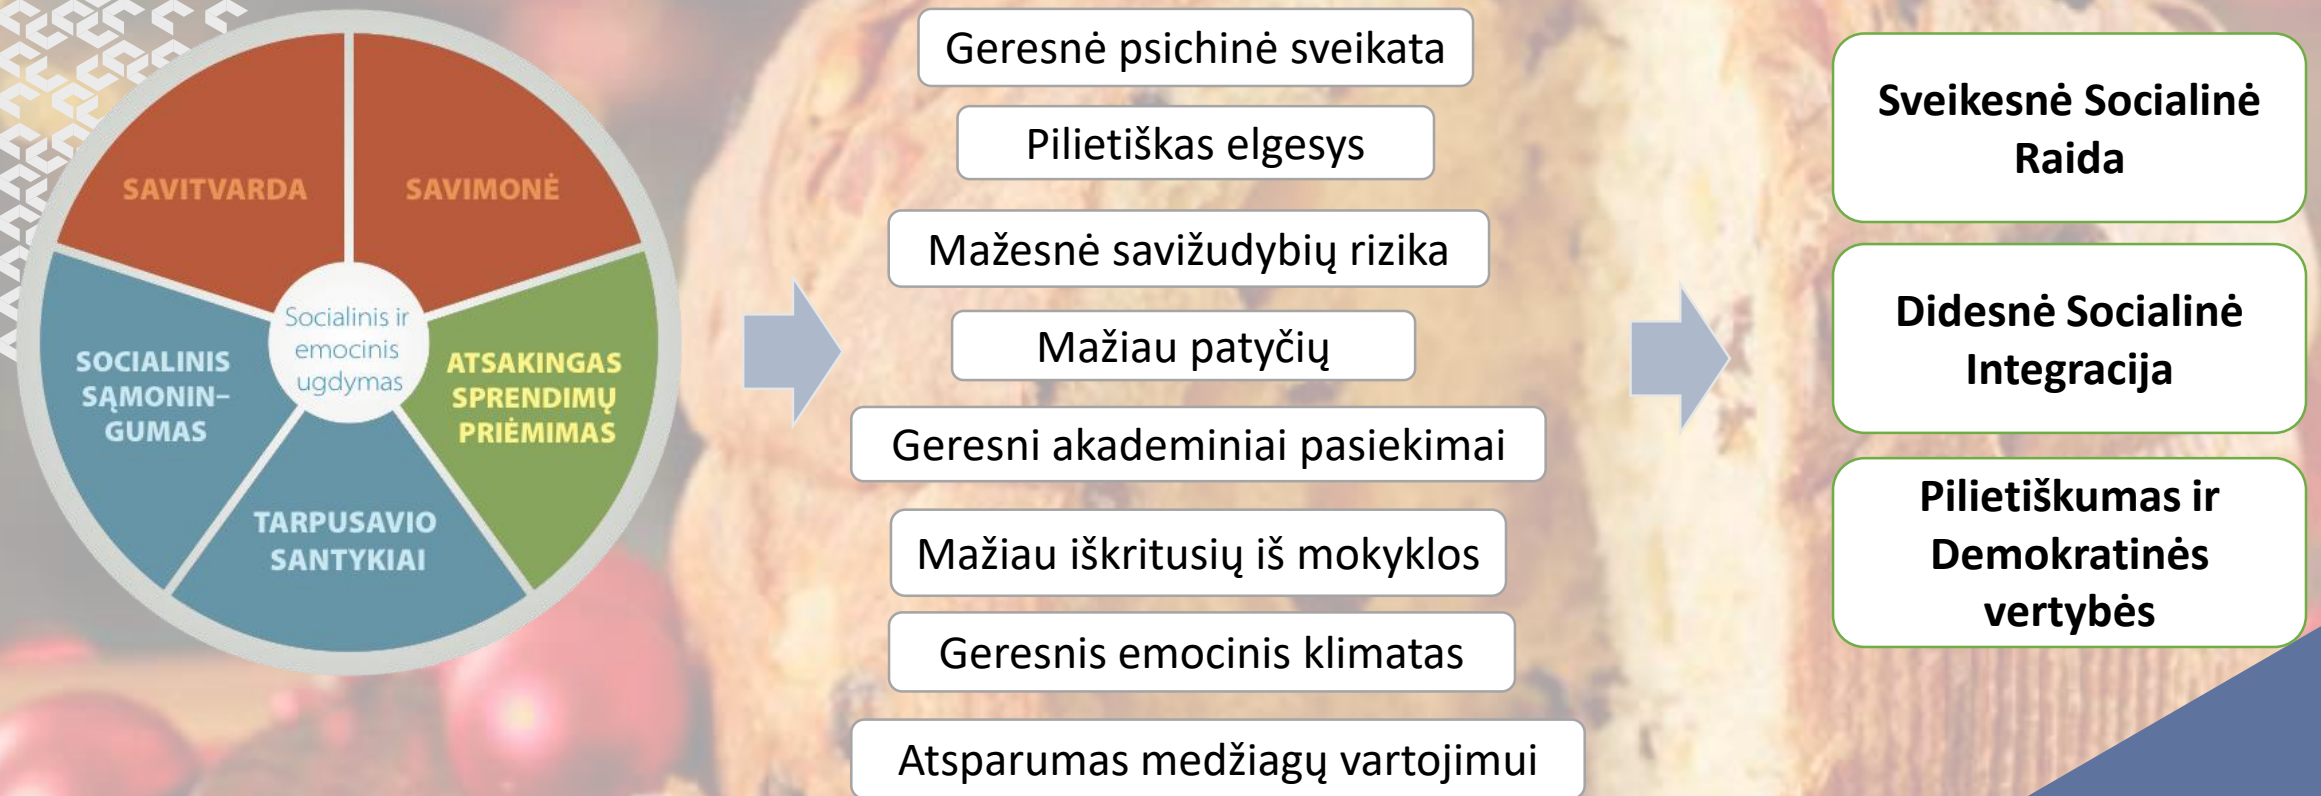 SAVITVARDA
SAVIMONĖ
Socialinis ir
emocinis
ugdymas
SOCIALINIS
SĄMONIN–
GUMAS
ATSAKINGAS
SPRENDIMŲ
PRIĖMIMAS
TARPUSAVIO
SANTYKIAI
Geresnė psichinė sveikata
Pilietiškas elgesys
Mažesnė savižudybių rizika
Mažiau patyčių
Geresni akademiniai pasiekimai
Mažiau iškritusių iš mokyklos
Geresnis emocinis klimatas
Atsparumas medžiagų vartojimui
Sveikesnė Socialinė
Raida
Didesnė Socialinė
Integracija
Pilietiškumas ir
Demokratinės
vertybės